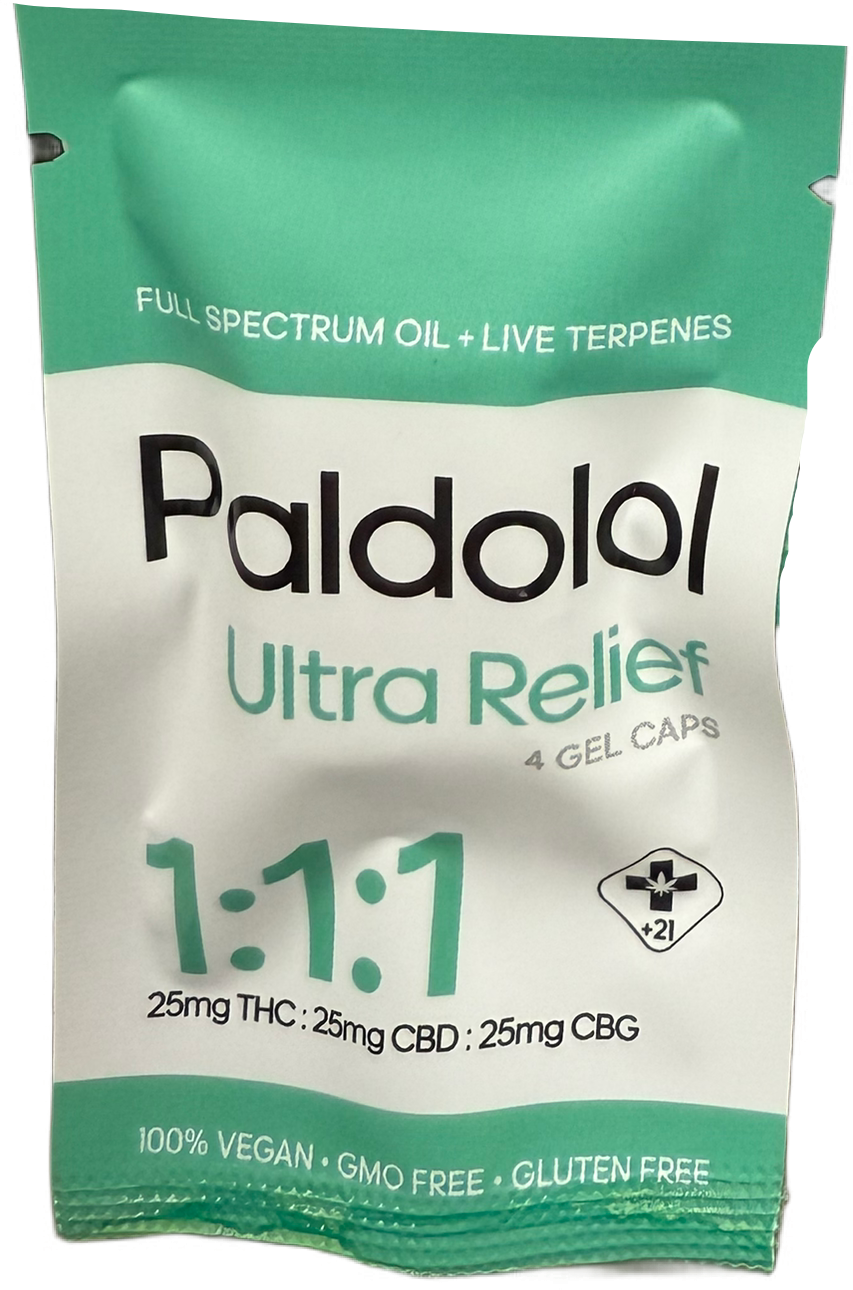 FULL SPECTRUM OIL + LIVE TERPENES
Paldolol
Ultra Relief
4 GEL CAPS
1:1:1
+21
25mg THC : 25mg CBD : 25mg CBG
100% VEGAN • GMO FREE • GLUTEN FREE